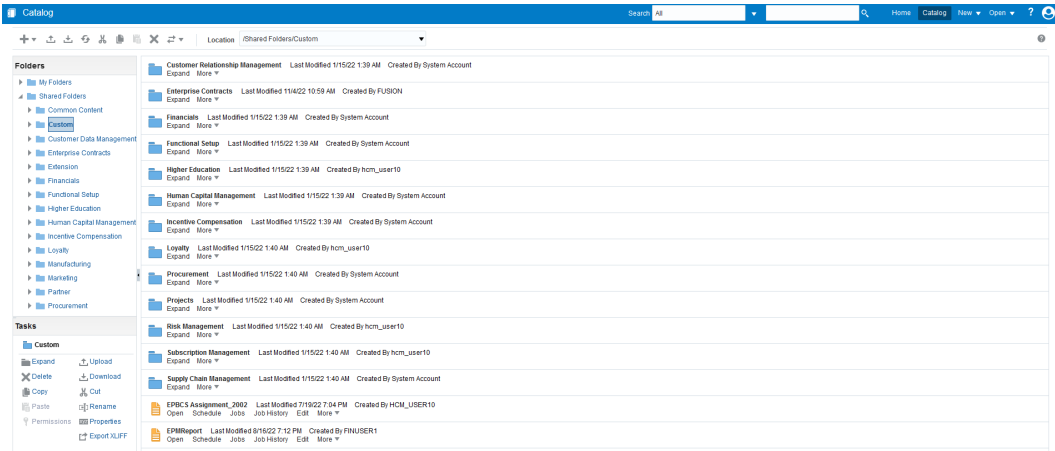 Catalog
Search All
Home Catalog New Open ?
Location /Shared Folders/Custom
Folders
My Folders
Shared Folders
Common Content
Custom
Customer Data Management
Enterprise Contracts
Extension
Financials
Functional Setup
Higher Education
Human Capital Management
Incentive Compensation
Loyalty
Manufacturing
Marketing
Partner
Procurement
Tasks
Custom
Expand Upload
Delete Download
Copy Cut
Paste Rename
Permissions Properties
Export XLIFF
Customer Relationship Management Last Modified 1/15/22 1:39 AM Created By System Account
Expand More
Enterprise Contracts Last Modified 11/4/22 10:59 AM Created By FUSION
Expand More
Financials Last Modified 1/15/22 1:39 AM Created By System Account
Expand More
Functional Setup Last Modified 1/15/22 1:39 AM Created By System Account
Expand More
Higher Education Last Modified 1/15/22 1:39 AM Created By hcm_user10
Expand More
Human Capital Management Last Modified 1/15/22 1:39 AM Created By System Account
Expand More
Incentive Compensation Last Modified 1/15/22 1:39 AM Created By System Account
Expand More
Loyalty Last Modified 1/15/22 1:40 AM Created By hcm_user10
Expand More
Procurement Last Modified 1/15/22 1:40 AM Created By System Account
Expand More
Projects Last Modified 1/15/22 1:40 AM Created By System Account
Expand More
Risk Management Last Modified 1/15/22 1:40 AM Created By hcm_user10
Expand More
Subscription Management Last Modified 1/15/22 1:40 AM Created By hcm_user10
Expand More
Supply Chain Management Last Modified 1/15/22 1:40 AM Created By System Account
Expand More
EPBCS Assignment_2002 Last Modified 7/19/22 7:04 PM Created By HCM_USER10
Open Schedule Jobs Job History Edit More
EPMReport Last Modified 8/16/22 7:12 PM Created By FINUSER1
Open Schedule Jobs Job History Edit More